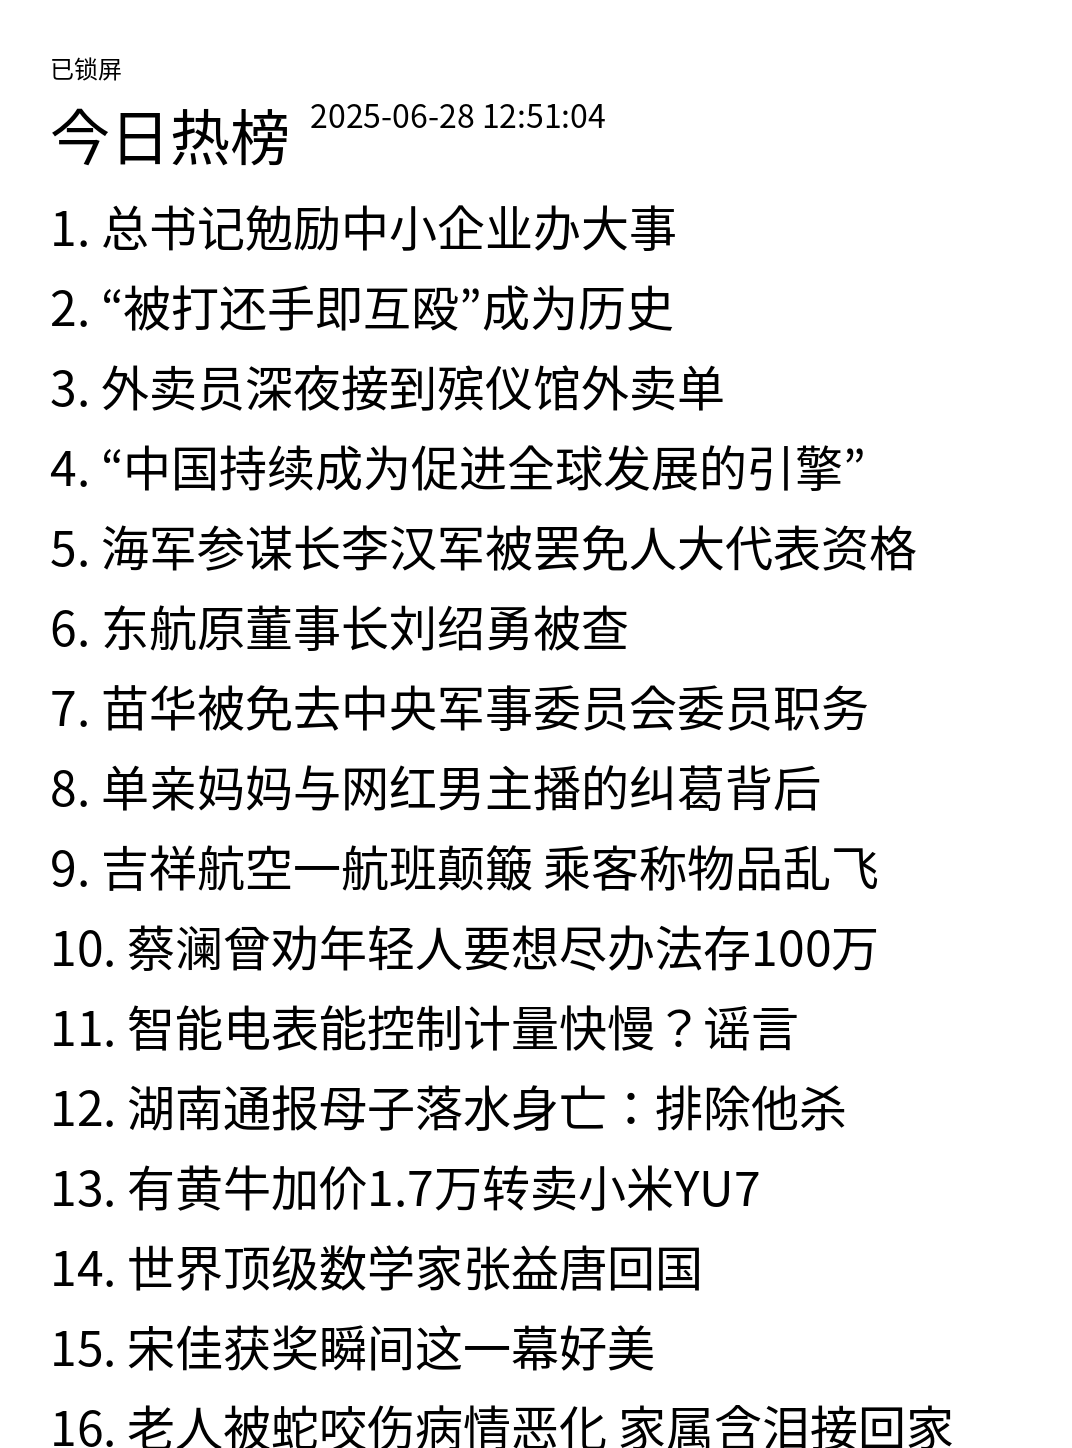 已锁屏
今日热榜 2025-06-28 12:51:04
1. 总书记勉励中小企业办大事
2. “被打还手即互殴”成为历史
3. 外卖员深夜接到殡仪馆外卖单
4. “中国持续成为促进全球发展的引擎”
5. 海军参谋长李汉军被罢免人大代表资格
6. 东航原董事长刘绍勇被查
7. 苗华被免去中央军事委员会委员职务
8. 单亲妈妈与网红男主播的纠葛背后
9. 吉祥航空一航班颠簸 乘客称物品乱飞
10. 蔡澜曾劝年轻人要想尽办法存100万
11. 智能电表能控制计量快慢？谣言
12. 湖南通报母子落水身亡：排除他杀
13. 有黄牛加价1.7万转卖小米YU7
14. 世界顶级数学家张益唐回国
15. 宋佳获奖瞬间这一幕好美
16. 老人被蛇咬伤病情恶化 家属含泪接回家